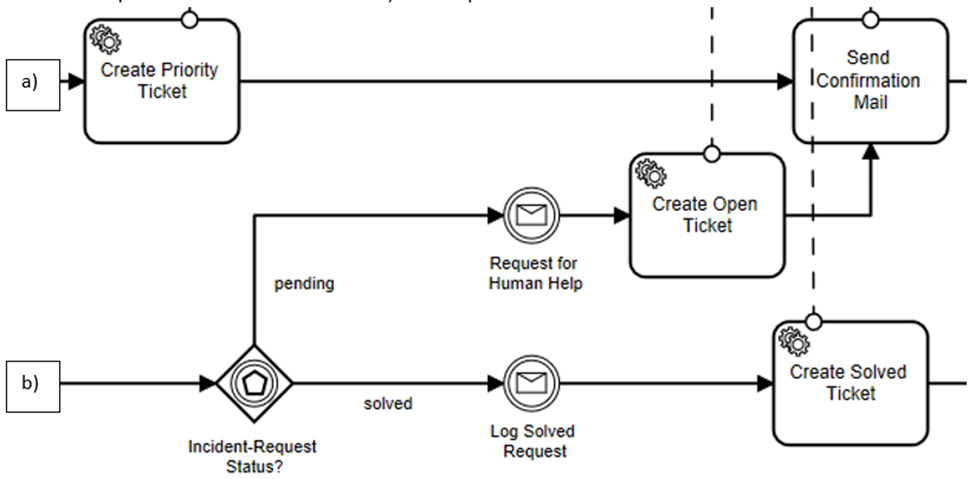 a)
Create Priority
Ticket
Send
Confirmation
Mail
Create Open
Ticket
Request for
Human Help
pending
b)
solved
Create Solved
Ticket
Incident-Request
Status?
Log Solved
Request